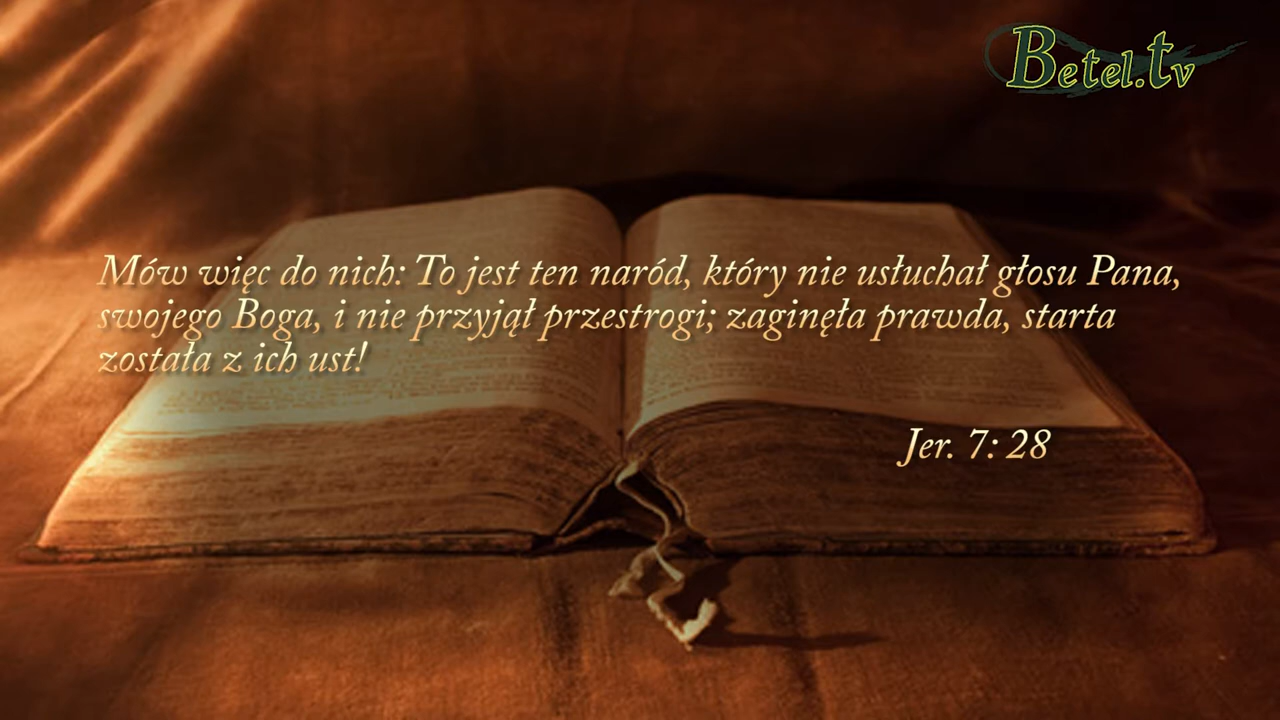 Betel.tv
Mów więc do nich: To jest ten naród, który nie usłuchał głosu Pana,
swojego Boga, i nie przyjął przestrogi; zaginęła prawda, starta
została z ich ust!
Jer. 7: 28